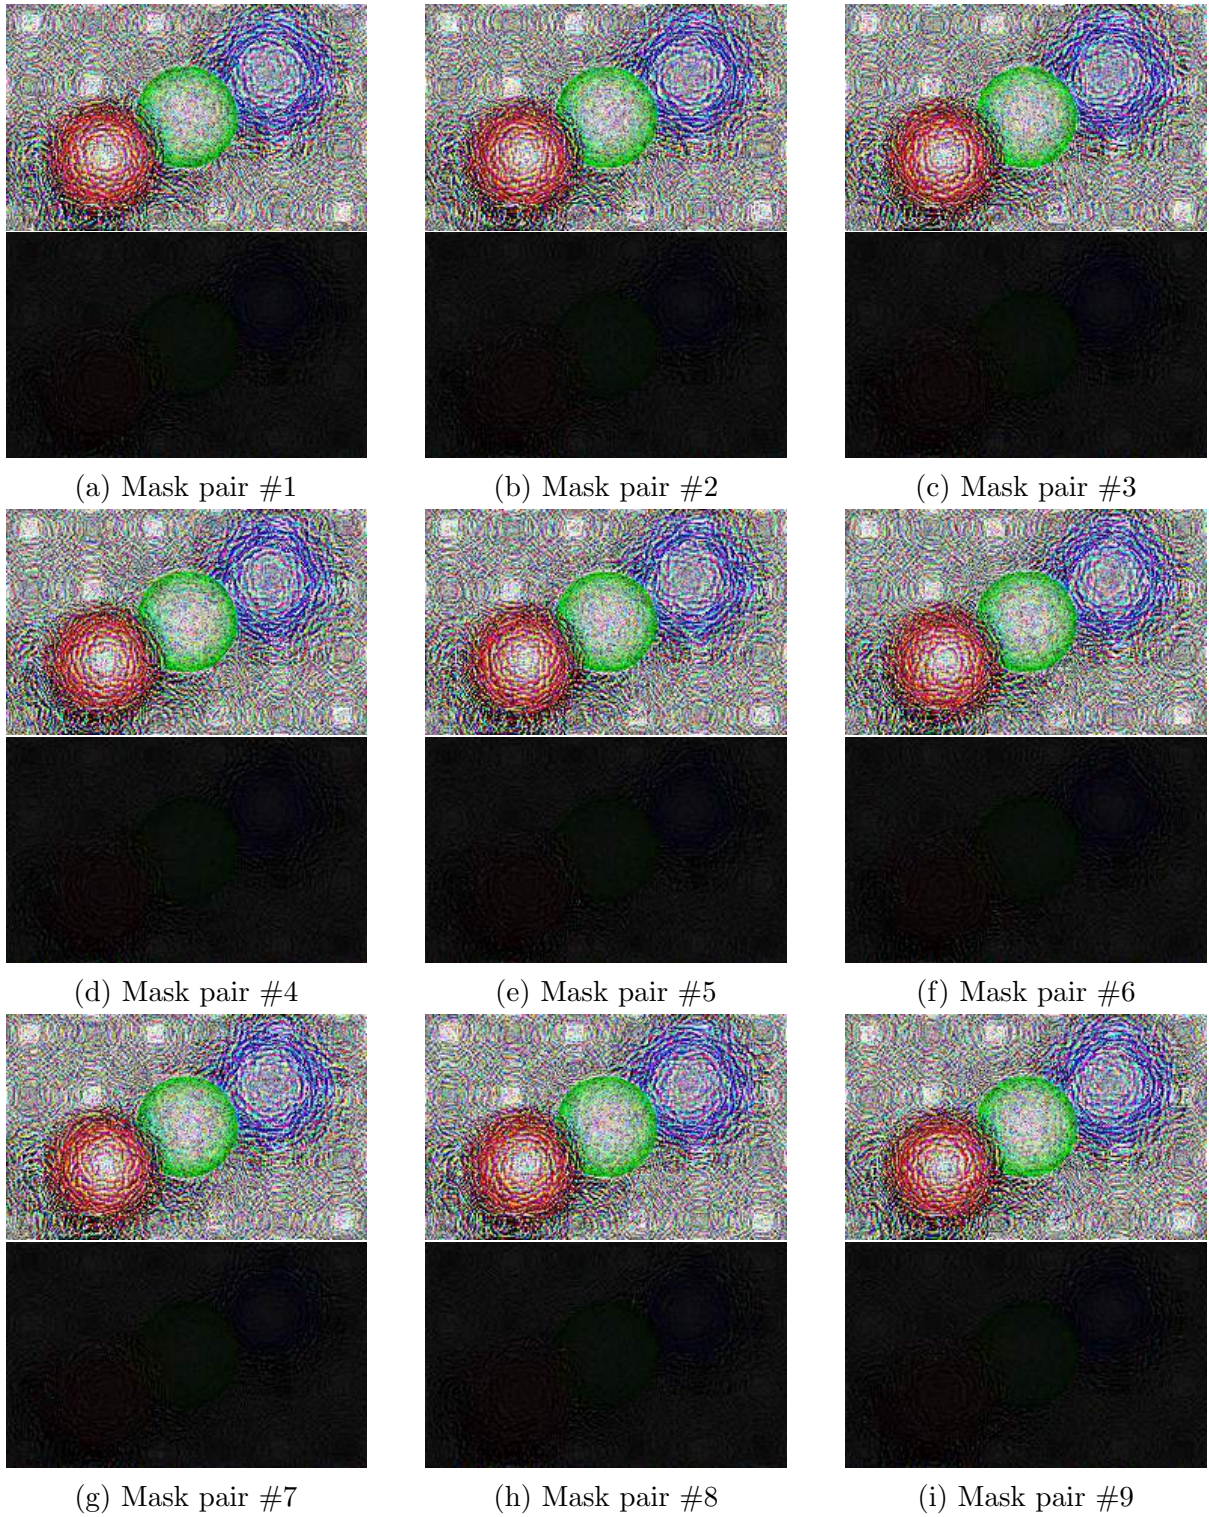 (a) Mask pair #1
(b) Mask pair #2
(c) Mask pair #3
(d) Mask pair #4
(e) Mask pair #5
(f) Mask pair #6
(g) Mask pair #7
(h) Mask pair #8
(i) Mask pair #9